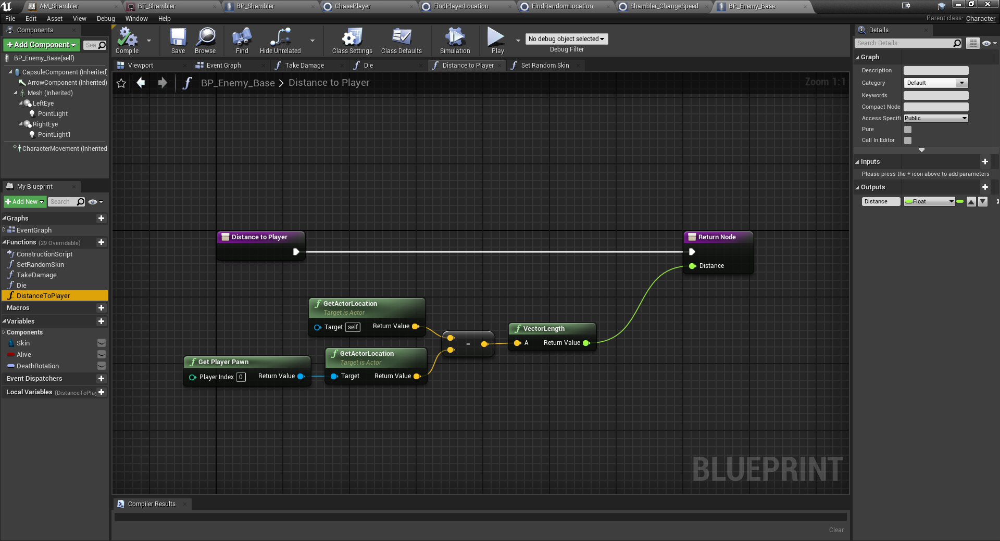 AM_Shambler
BT_Shambler
BP_Shambler
ChasePlayer
FindPlayerLocation
FindRandomLocation
Shambler_ChangeSpeed
BP_Enemy_Base
File Edit Asset View Debug Window Help
Parent class: Character
Components
+Add Component
Sea
BP_Enemy_Base(self)
CapsuleComponent (Inherited)
ArrowComponent (Inherited)
Mesh (Inherited)
LeftEye
PointLight
RightEye
PointLight1
CharacterMovement (Inherited
My Blueprint
+Add New
Search
Graphs
EventGraph
Functions (29 Overridable)
ConstructionScript
SetRandomSkin
TakeDamage
Die
DistanceToPlayer
Macros
Variables
Components
Skin
Alive
DeathRotation
Event Dispatchers
Local Variables (DistanceToPlay
Compile
Save
Browse
Find
Hide Unrelated
Class Settings
Class Defaults
Simulation
Play
No debug object selected
Debug Filter
Viewport
Event Graph
Take Damage
Die
Distance to Player
Set Random Skin
BP_Enemy_Base > Distance to Player
Zoom 1:1
Distance to Player
Return Node
Distance
GetActorLocation
Target is Actor
Target self Return Value
GetActorLocation
Target is Actor
Target Return Value
Get Player Pawn
Player Index 0 Return Value
-
VectorLength
A Return Value
BLUEPRINT
Compiler Results
Clear
Details
Search Details
Graph
Description
Category Default
Keywords
Compact Node
Access Specifi Public
Pure
Call In Editor
Inputs
Please press the + icon above to add parameters
Outputs
Distance Float